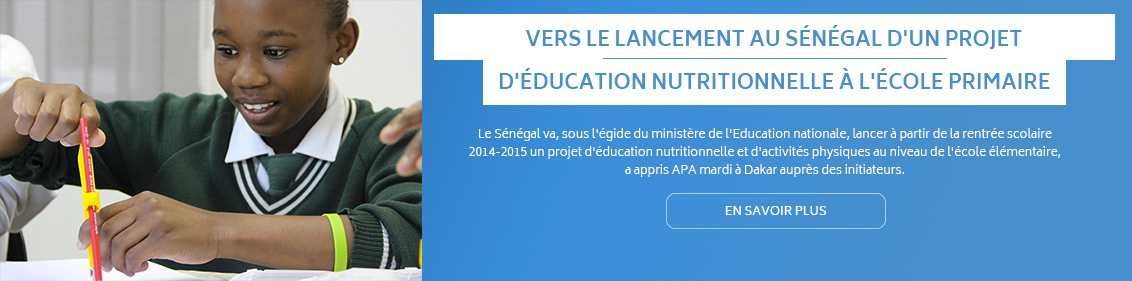 VERS LE LANCEMENT AU SÉNÉGAL D'UN PROJET
D'ÉDUCATION NUTRITIONNELLE À L'ÉCOLE PRIMAIRE
Le Sénégal va, sous l'égide du ministère de l'Education nationale, lancer à partir de la rentrée scolaire
2014-2015 un projet d'éducation nutritionnelle et d'activités physiques au niveau de l'école élémentaire,
a appris APA mardi à Dakar auprès des initiateurs.
EN SAVOIR PLUS